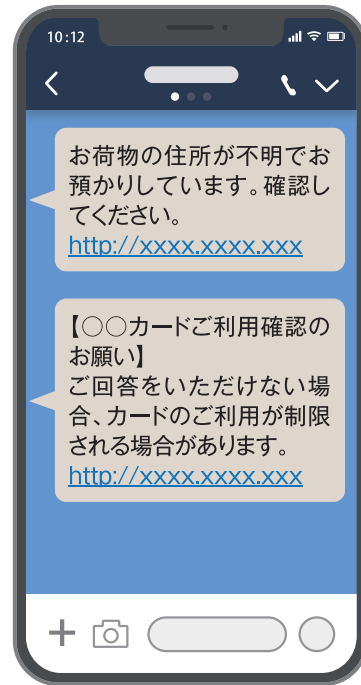 10:12
お荷物の住所が不明でお
預かりしています。確認し
てください。
http://xxxx.xxxx.xxx
【○○カードご利用確認の
お願い】
ご回答をいただけない場
合、カードのご利用が制限
される場合があります。
http://xxxx.xxxx.xxx